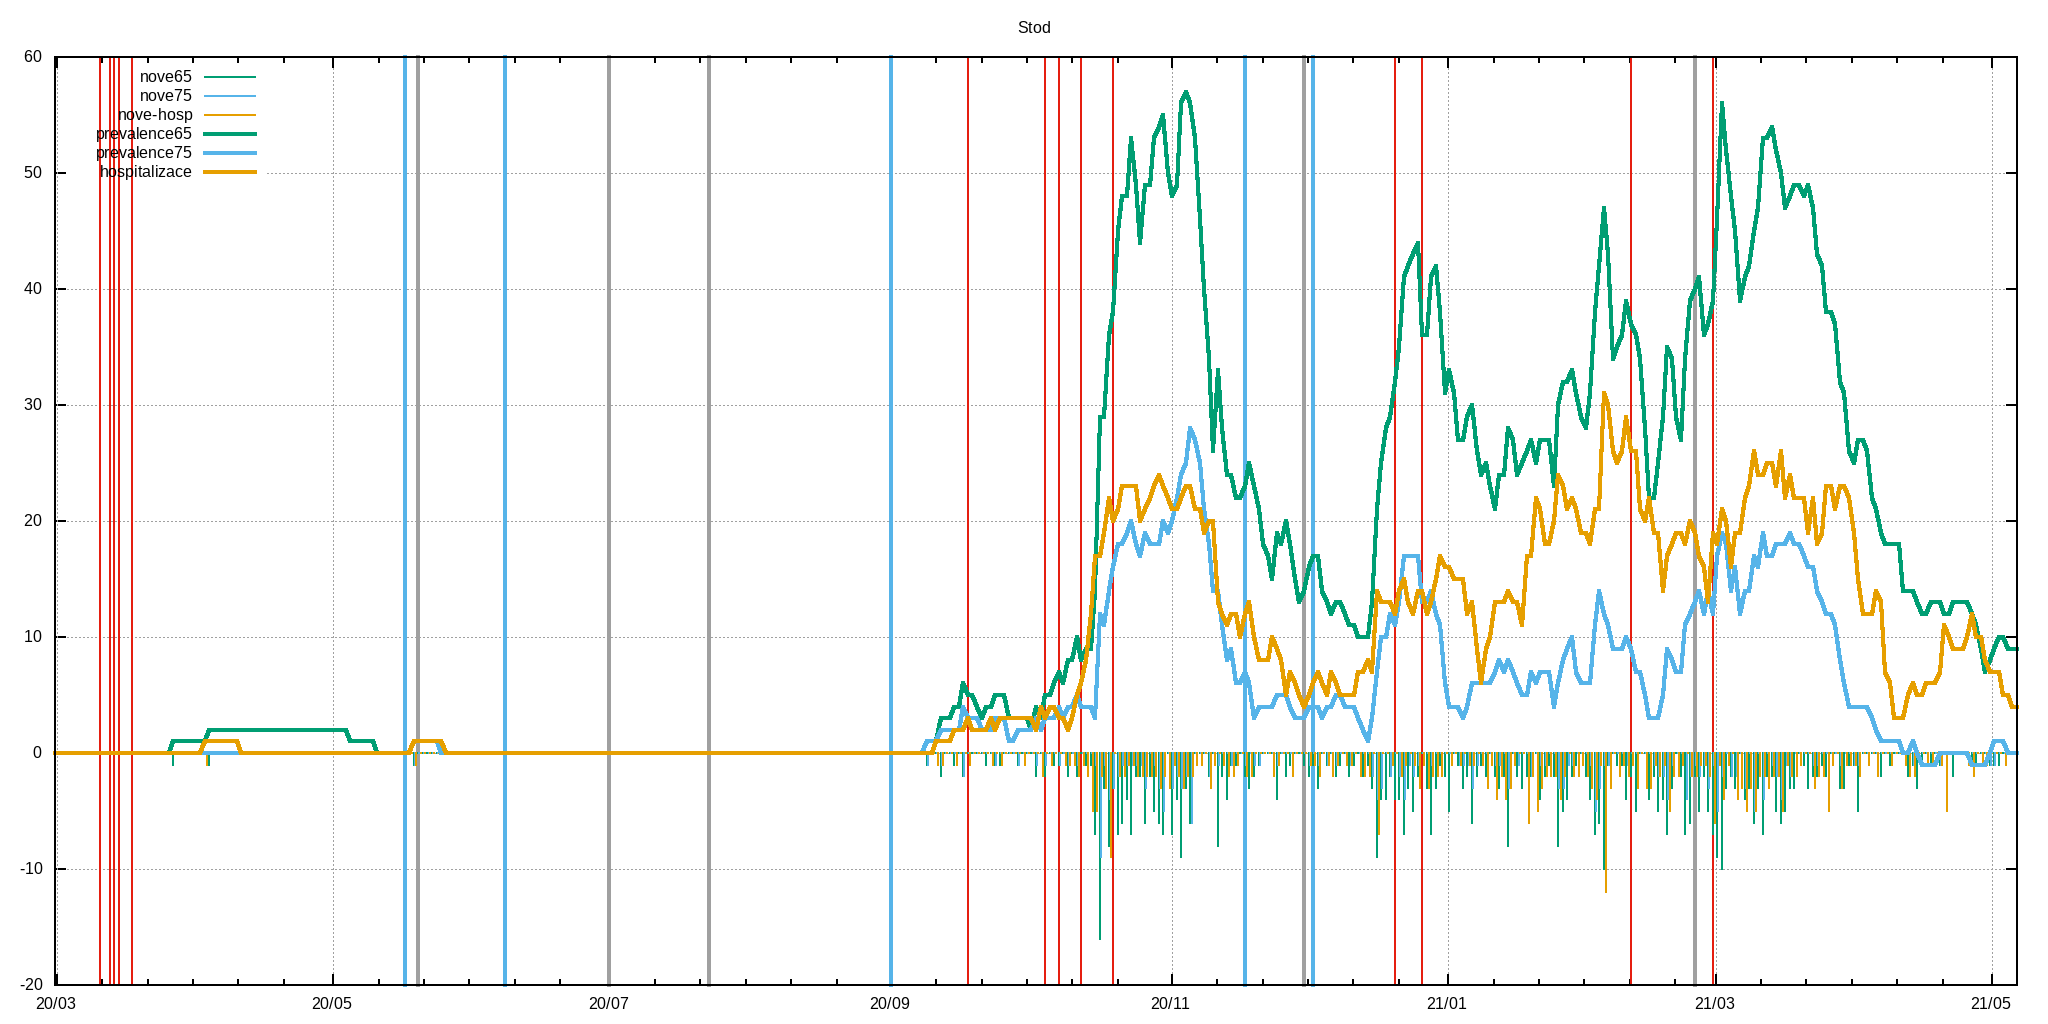 Stod
60
nove65
nove75
nove-hosp
prevalence65
prevalence75
hospitalizace
50
40
30
20
10
0
-10
-20
20/03 20/05 20/07 20/09 20/11 21/01 21/03 21/05